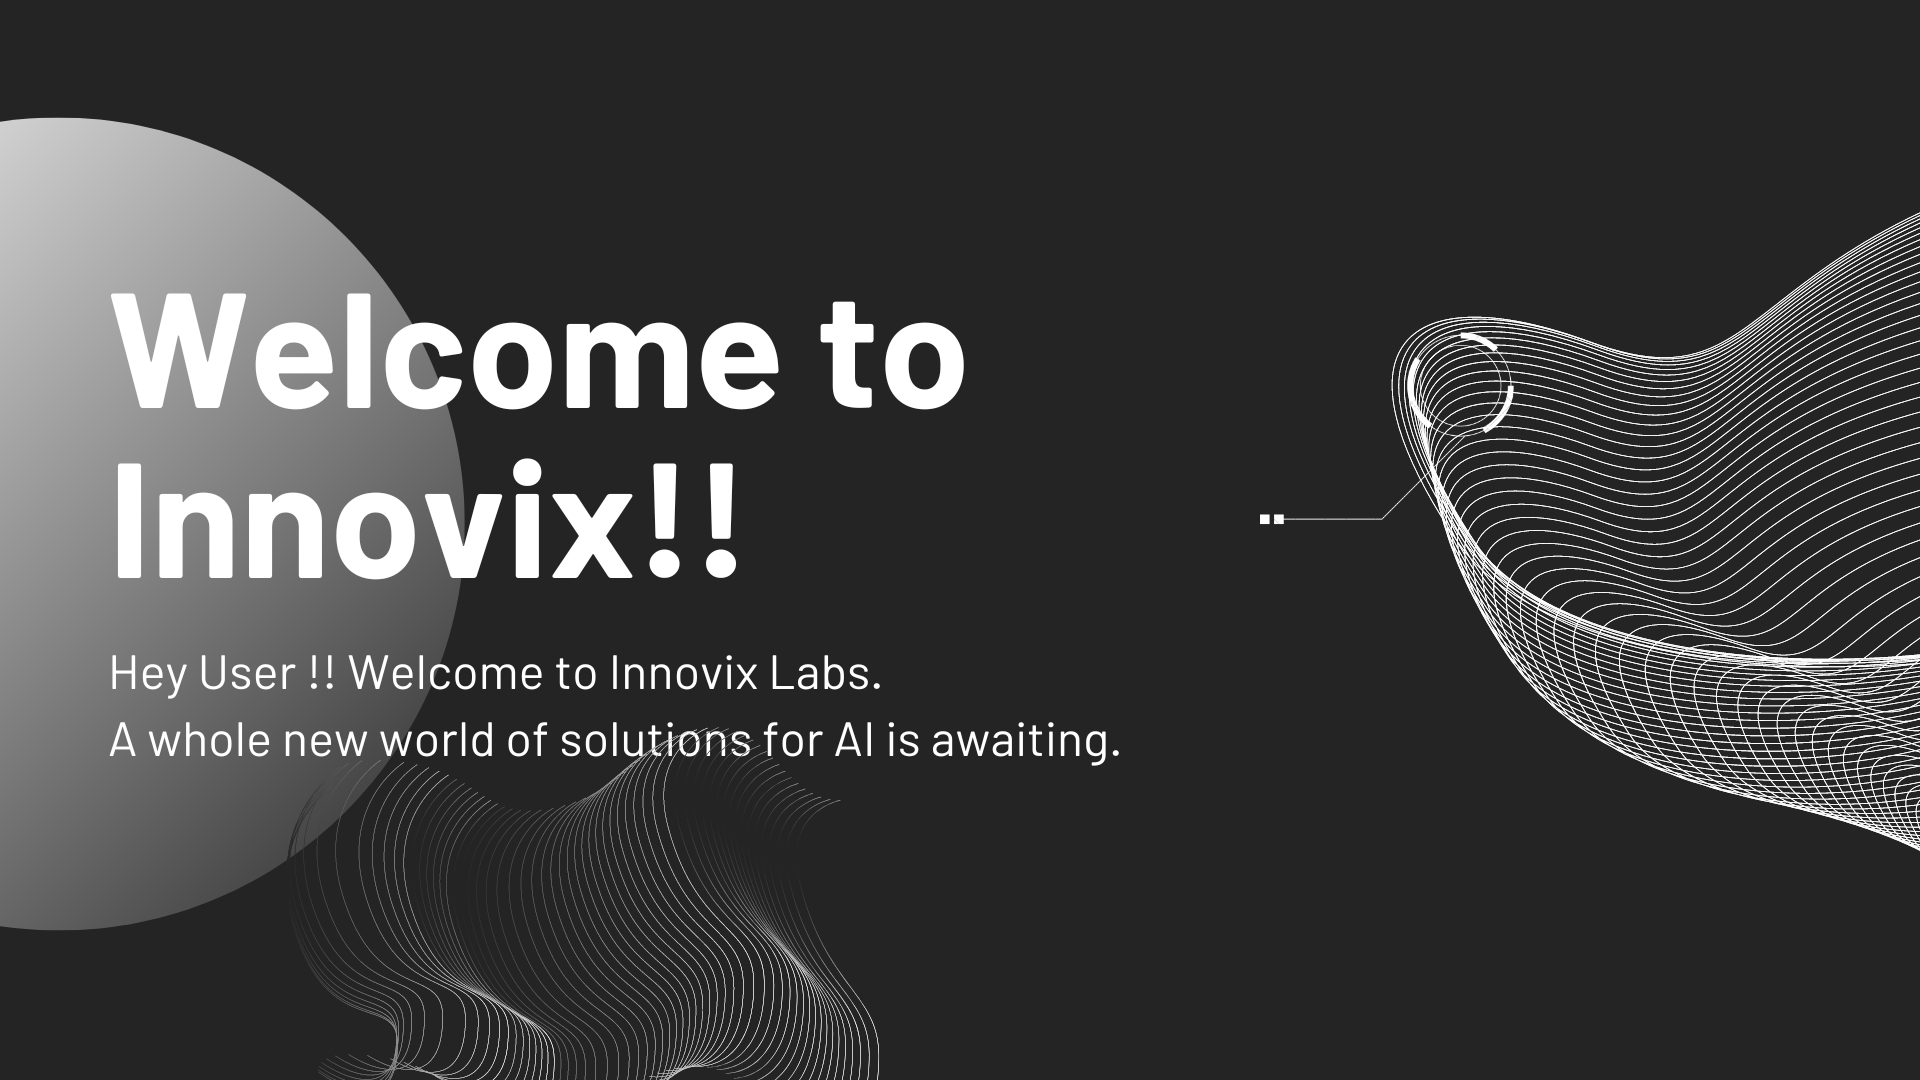 Welcome to
Innovix!!
Hey User !! Welcome to Innovix Labs.
A whole new world of solutions for AI is awaiting.